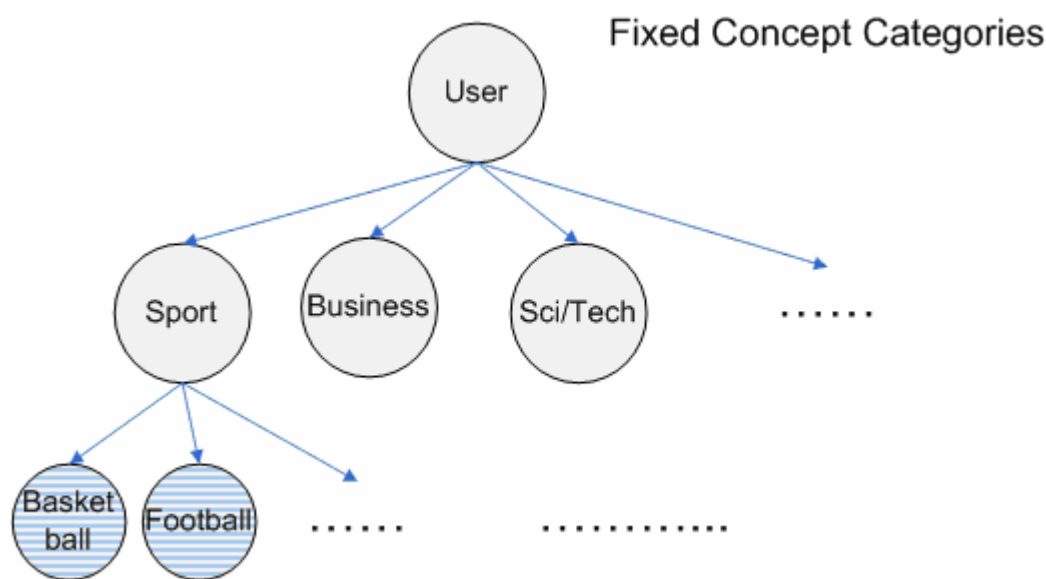 Fixed Concept Categories
User
Sport
Business
Sci/Tech
......
Basket
ball
Football
......
............